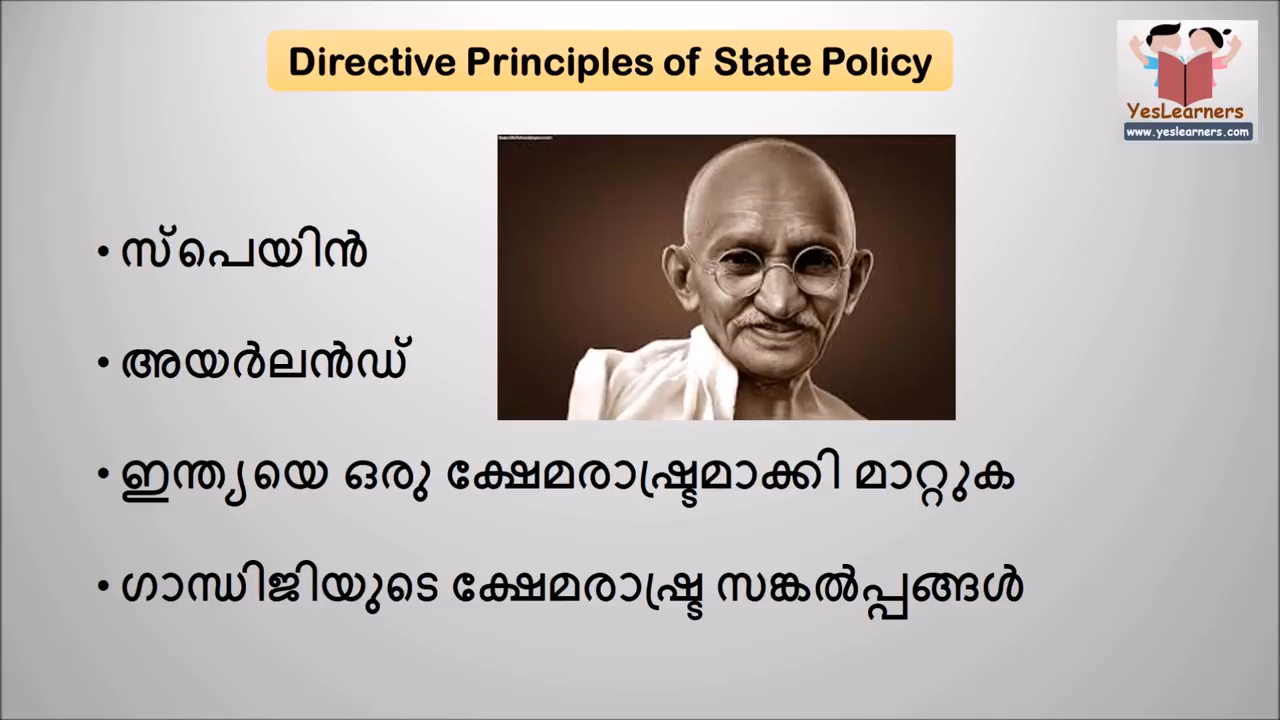 Directive Principles of State Policy
YesLearners
www.yeslearners.com
• സ്പെയിൻ
• അയർലൻഡ്
• ഇന്ത്യയെ ഒരു ക്ഷേമരാഷ്ട്രമാക്കി മാറ്റുക
• ഗാന്ധിജിയുടെ ക്ഷേമരാഷ്ട്ര സങ്കൽപ്പങ്ങൾ